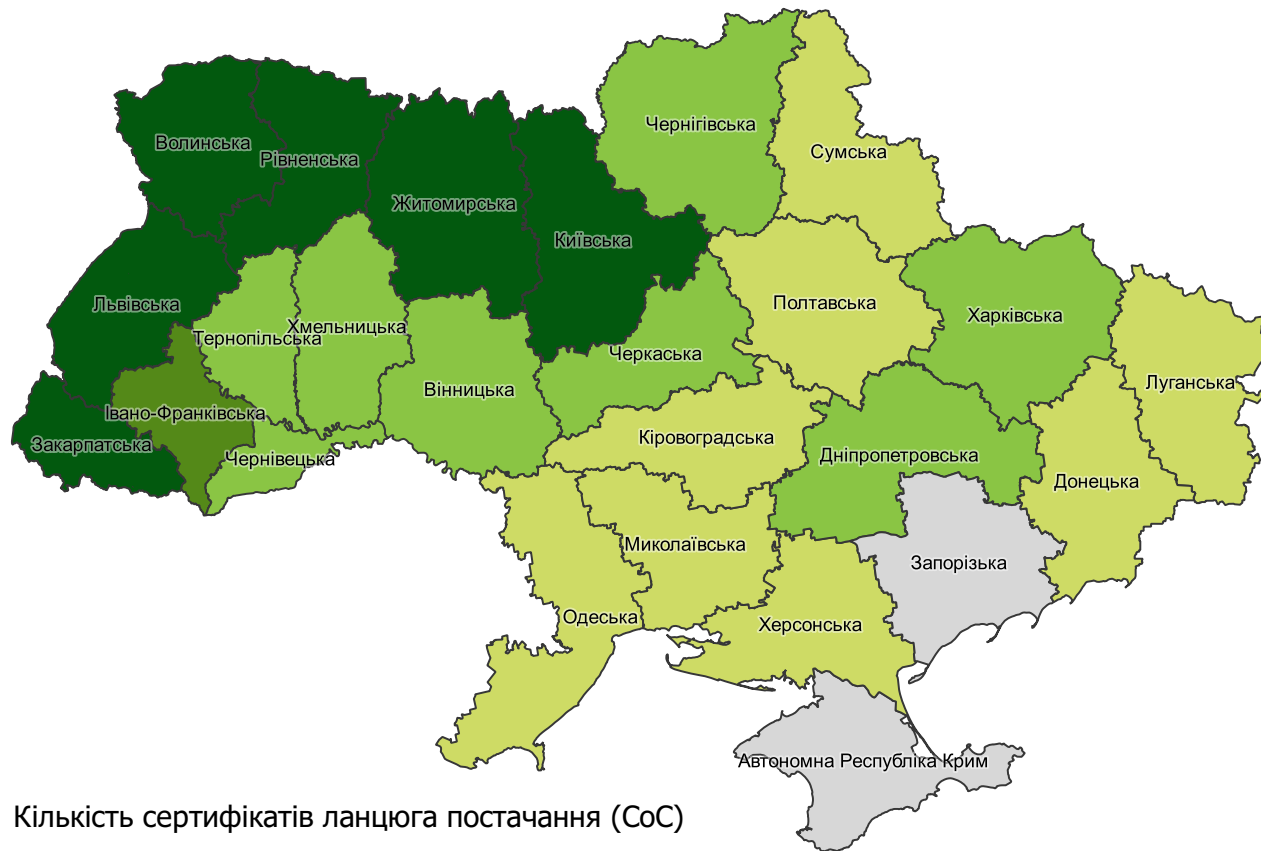 Чернігівська
Волинська
Сумська
Рівненська
Житомирська
Київська
Львівська
Полтавська
Харківська
Тернопільська
Хмельницька
Черкаська
Луганська
Вінницька
Івано-Франківська
Закарпатська
Кіровоградська
Чернівецька
Дніпропетровська
Донецька
Миколаївська
Запорізька
Одеська
Херсонська
Автономна Республіка Крим
Кількість сертифікатів ланцюга постачання (CoC)